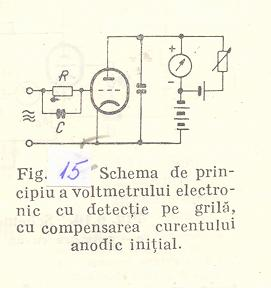 R
C
+
-
Fig. 15 Schema de prin-
cipiu a voltmetrului electro-
nic cu detecție pe grilă,
cu compensarea curentului
anodic inițial.